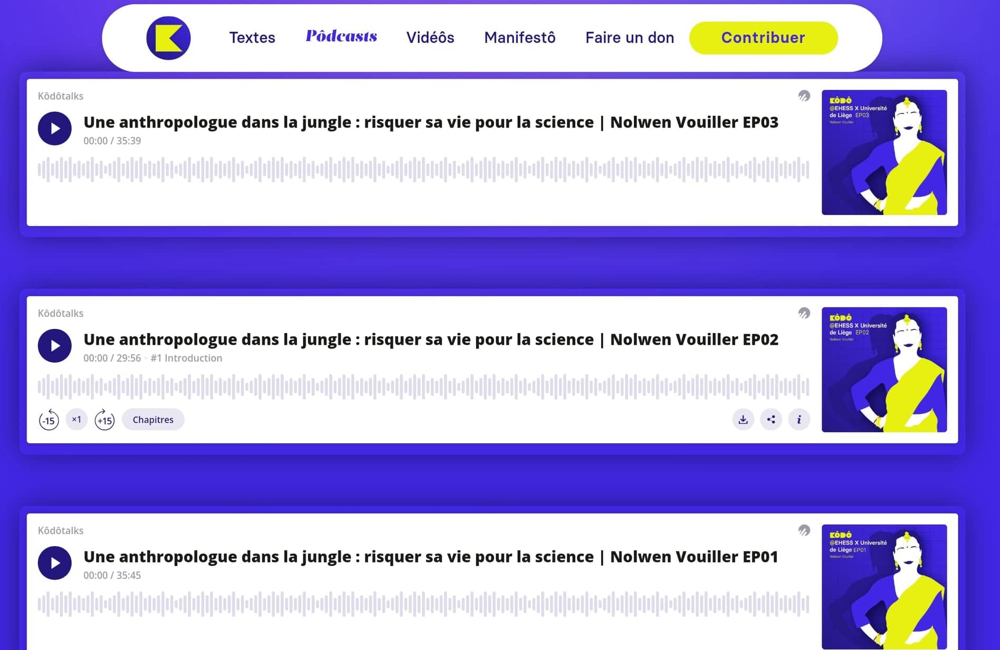 Textes Pôdcasts Vidéôs Manifestô Faire un don Contribuer
Kôdôtalks
Une anthropologue dans la jungle : risquer sa vie pour la science | Nolwen Vouiller EP03
00:00 / 35:39
KÔDÔ
@EHESS X Université
de Liège EP03
Nolwen Vouiller
Kôdôtalks
Une anthropologue dans la jungle : risquer sa vie pour la science | Nolwen Vouiller EP02
00:00 / 29:56 • #1 Introduction
-15 ×1 +15 Chapitres
KÔDÔ
@EHESS X Université
de Liège EP02
Nolwen Vouiller
Kôdôtalks
Une anthropologue dans la jungle : risquer sa vie pour la science | Nolwen Vouiller EP01
00:00 / 35:45
KÔDÔ
@EHESS X Université
de Liège EP01
Nolwen Vouiller